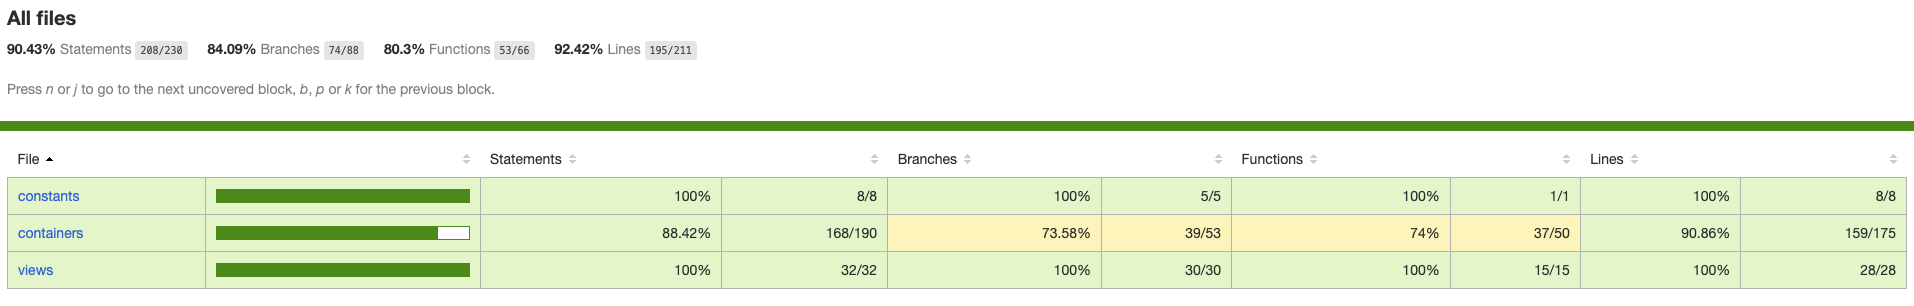 All files
90.43% Statements 208/230 84.09% Branches 74/88 80.3% Functions 53/66 92.42% Lines 195/211
Press n or j to go to the next uncovered block, b, p or k for the previous block.
File Statements Branches Functions Lines
constants 100% 8/8 100% 5/5 100% 1/1 100% 8/8
containers 88.42% 168/190 73.58% 39/53 74% 37/50 90.86% 159/175
views 100% 32/32 100% 30/30 100% 15/15 100% 28/28